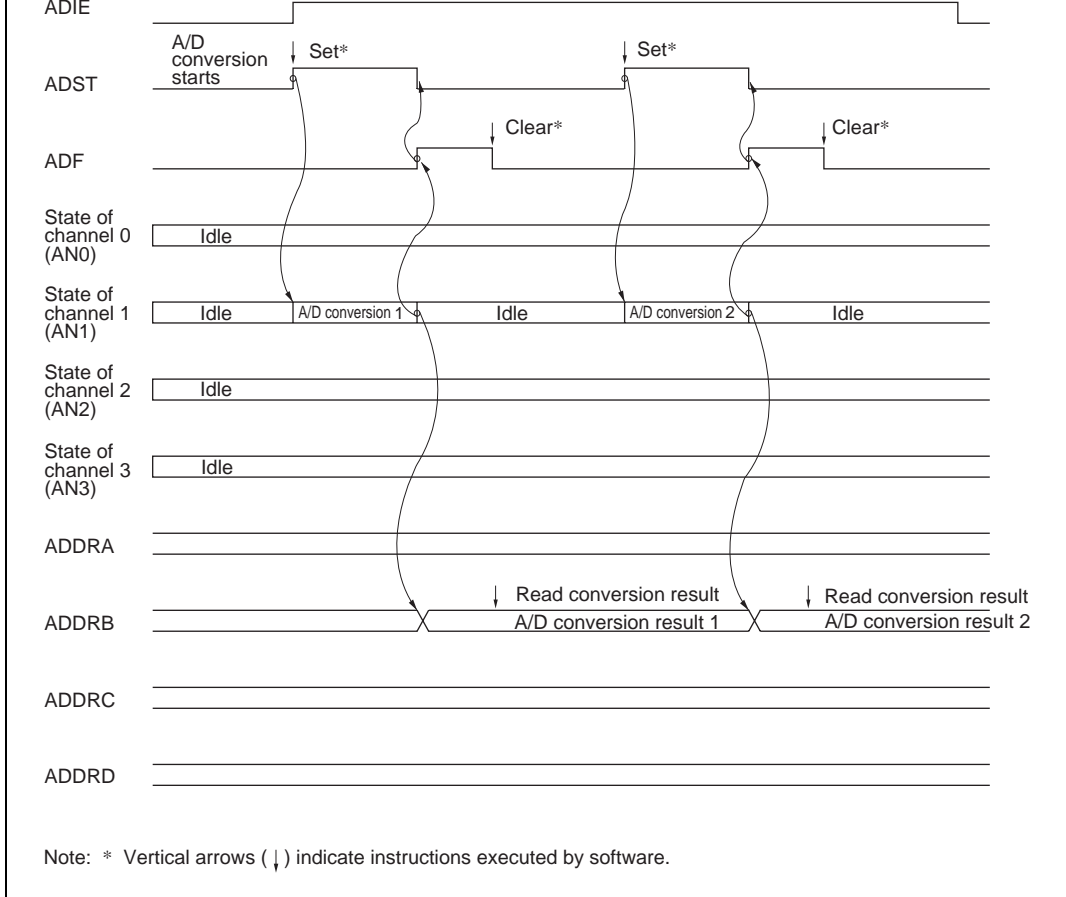 ADIE
A/D
conversion
starts
Set*
Set*
ADST
Clear*
Clear*
ADF
State of
channel 0
(AN0)
Idle
State of
channel 1
(AN1)
Idle
A/D conversion 1
Idle
A/D conversion 2
Idle
State of
channel 2
(AN2)
Idle
State of
channel 3
(AN3)
Idle
ADDRA
Read conversion result
Read conversion result
ADDRB
A/D conversion result 1
A/D conversion result 2
ADDRC
ADDRD
Note: * Vertical arrows (↓) indicate instructions executed by software.